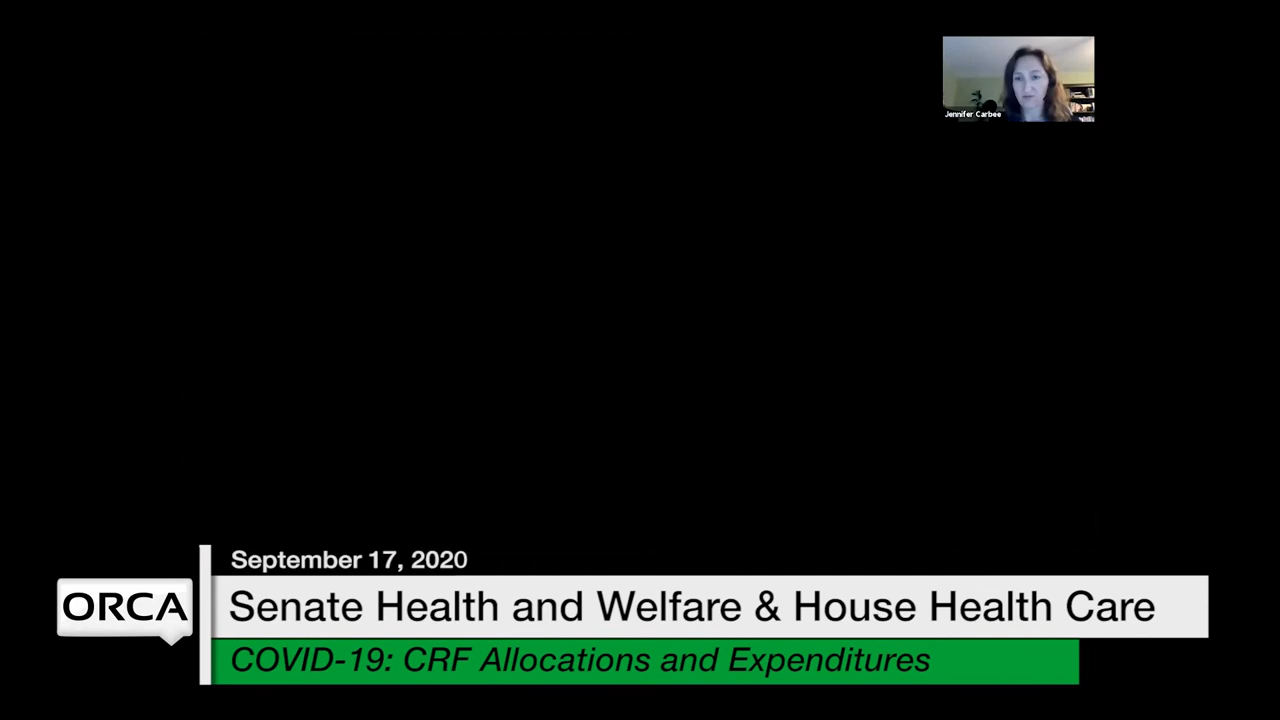 Jennifer Carbee
September 17, 2020
ORCA
Senate Health and Welfare & House Health Care
COVID-19: CRF Allocations and Expenditures